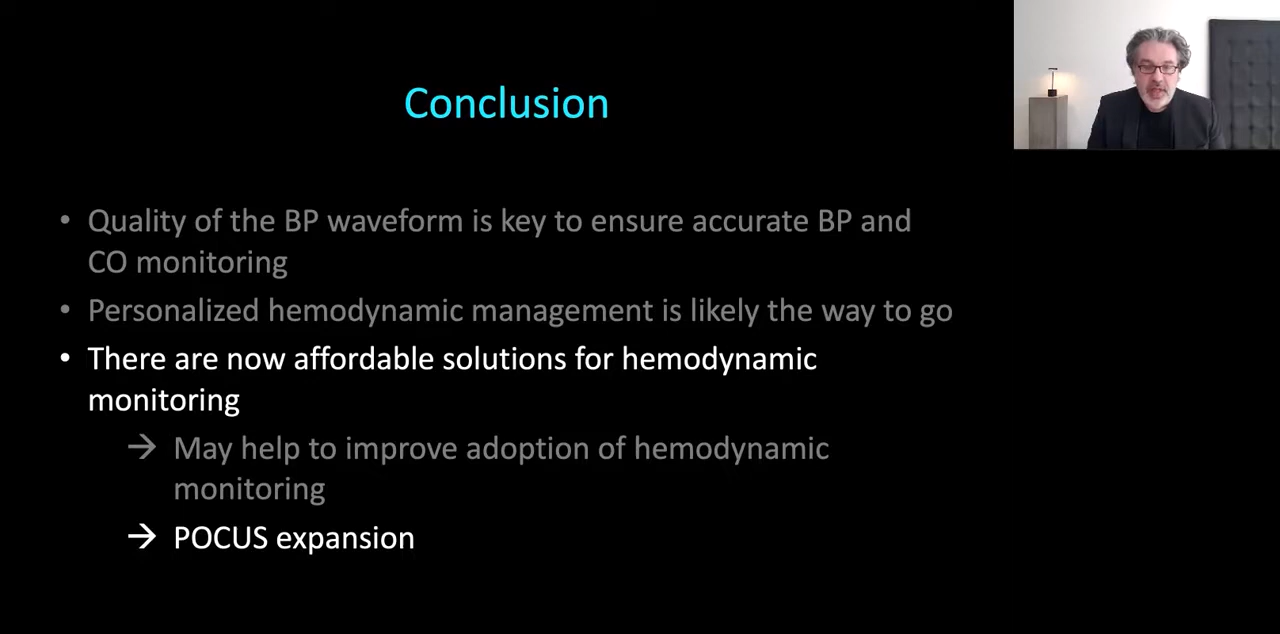 Conclusion
• Quality of the BP waveform is key to ensure accurate BP and
CO monitoring
• Personalized hemodynamic management is likely the way to go
• There are now affordable solutions for hemodynamic
monitoring
→ May help to improve adoption of hemodynamic
monitoring
→ POCUS expansion